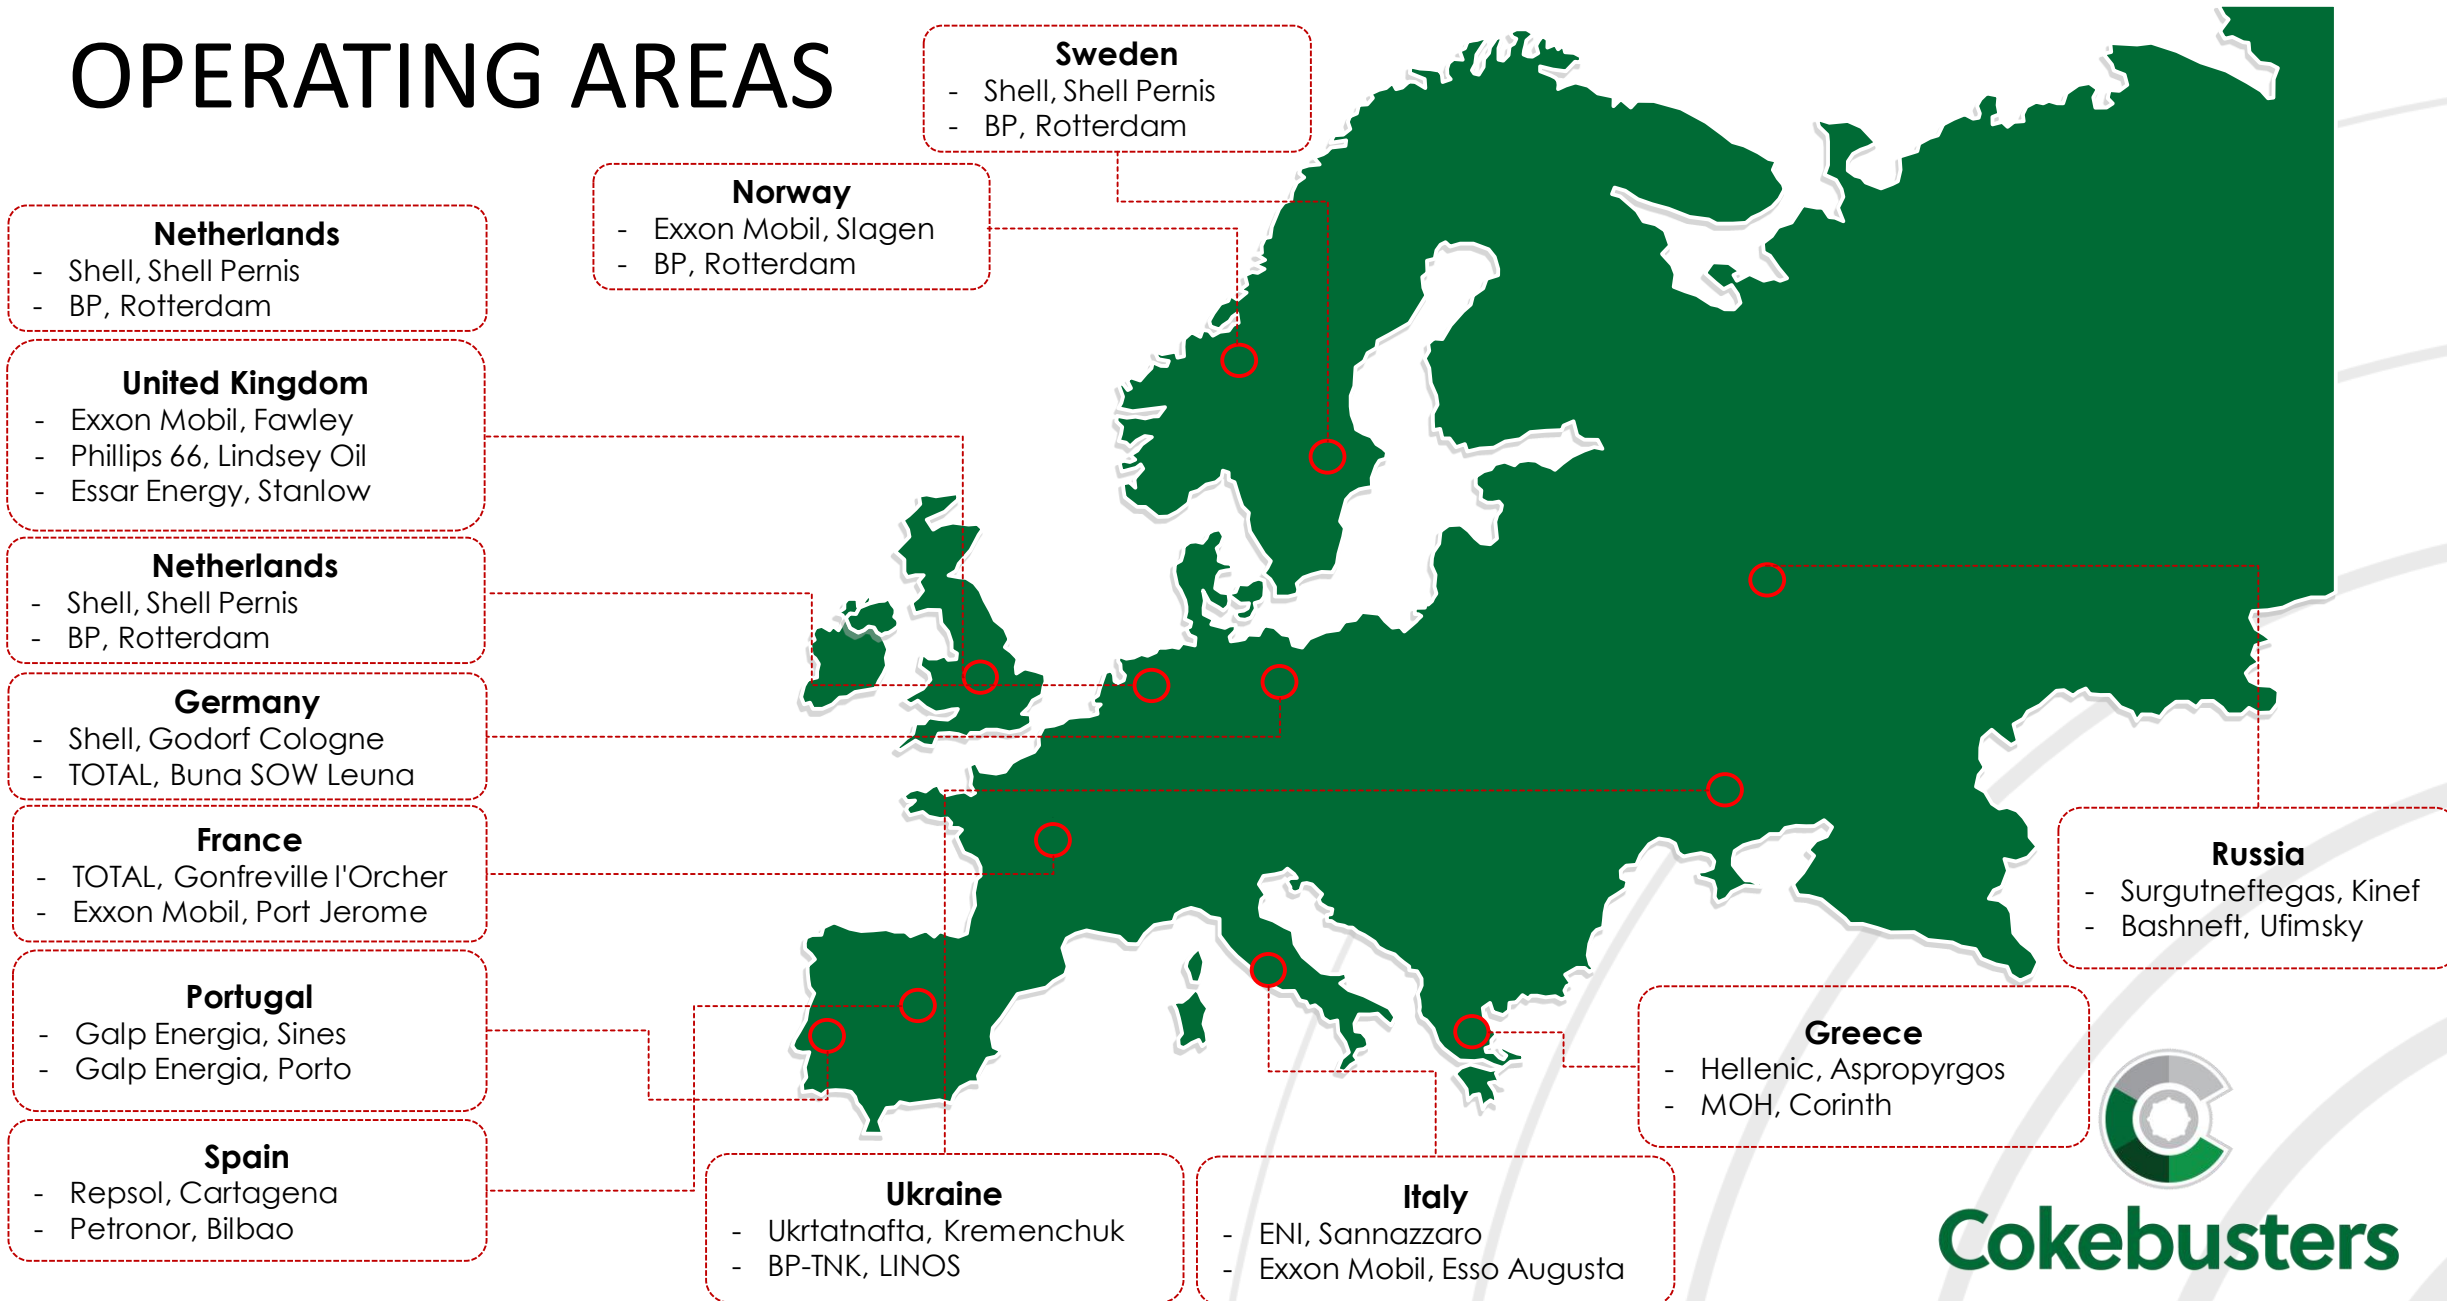 OPERATING AREAS
Sweden
- Shell, Shell Pernis
- BP, Rotterdam
Norway
- Exxon Mobil, Slagen
- BP, Rotterdam
Netherlands
- Shell, Shell Pernis
- BP, Rotterdam
United Kingdom
- Exxon Mobil, Fawley
- Phillips 66, Lindsey Oil
- Essar Energy, Stanlow
Netherlands
- Shell, Shell Pernis
- BP, Rotterdam
Germany
- Shell, Godorf Cologne
- TOTAL, Buna SOW Leuna
France
- TOTAL, Gonfreville l'Orcher
- Exxon Mobil, Port Jerome
Portugal
- Galp Energia, Sines
- Galp Energia, Porto
Spain
- Repsol, Cartagena
- Petronor, Bilbao
Ukraine
- Ukrtatnafta, Kremenchuk
- BP-TNK, LINOS
Italy
- ENI, Sannazzaro
- Exxon Mobil, Esso Augusta
Greece
- Hellenic, Aspropyrgos
- MOH, Corinth
Russia
- Surgutneftegas, Kinef
- Bashneft, Ufimsky
Cokebusters